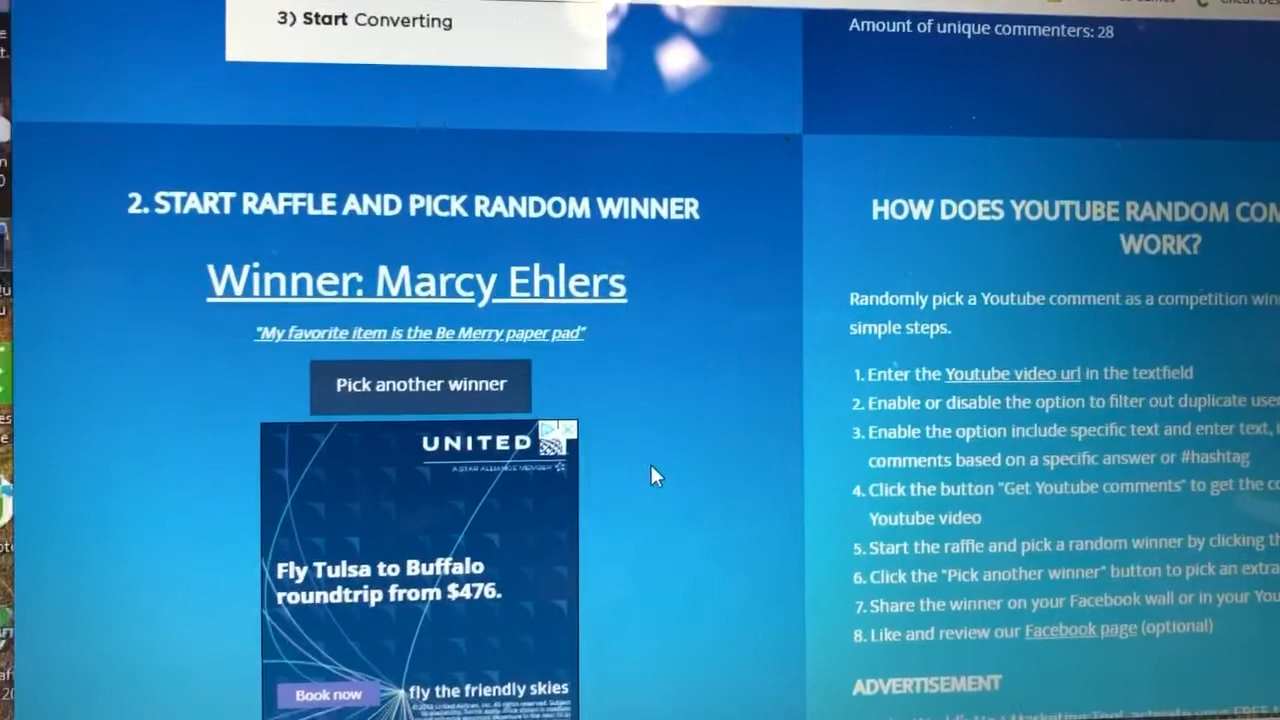 3) Start Converting
Amount of unique commenters: 28
2. START RAFFLE AND PICK RANDOM WINNER
Winner: Marcy Ehlers
"My favorite item is the Be Merry paper pad"
Pick another winner
UNITED
A STAR ALLIANCE MEMBER
Fly Tulsa to Buffalo
roundtrip from $476.
Book now
fly the friendly skies
HOW DOES YOUTUBE RANDOM COM
WORK?
Randomly pick a Youtube comment as a competition win
simple steps.
1. Enter the Youtube video url in the textfield
2. Enable or disable the option to filter out duplicate use
3. Enable the option include specific text and enter text,
comments based on a specific answer or #hashtag
4. Click the button "Get Youtube comments" to get the co
Youtube video
5. Start the raffle and pick a random winner by clicking th
6. Click the "Pick another winner" button to pick an extra
7. Share the winner on your Facebook wall or in your You
8. Like and review our Facebook page (optional)
ADVERTISEMENT